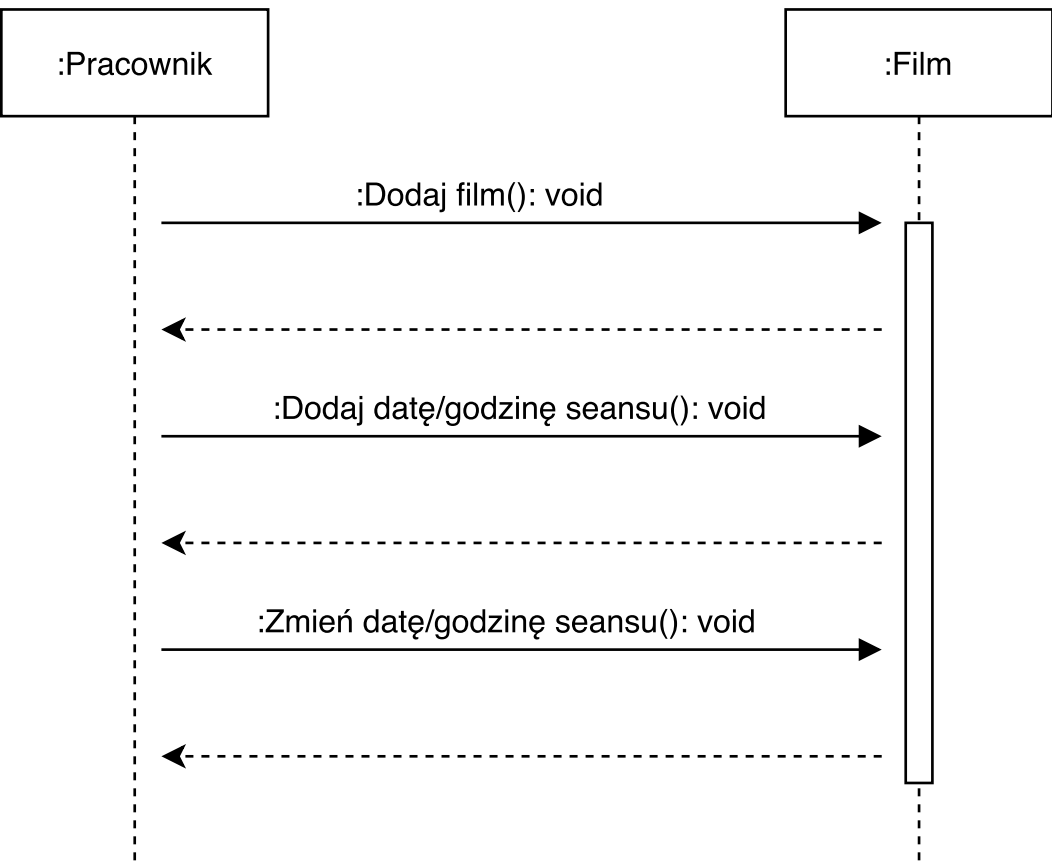 :Pracownik
:Film
:Dodaj film(): void
:Dodaj datę/godzinę seansu(): void
:Zmień datę/godzinę seansu(): void